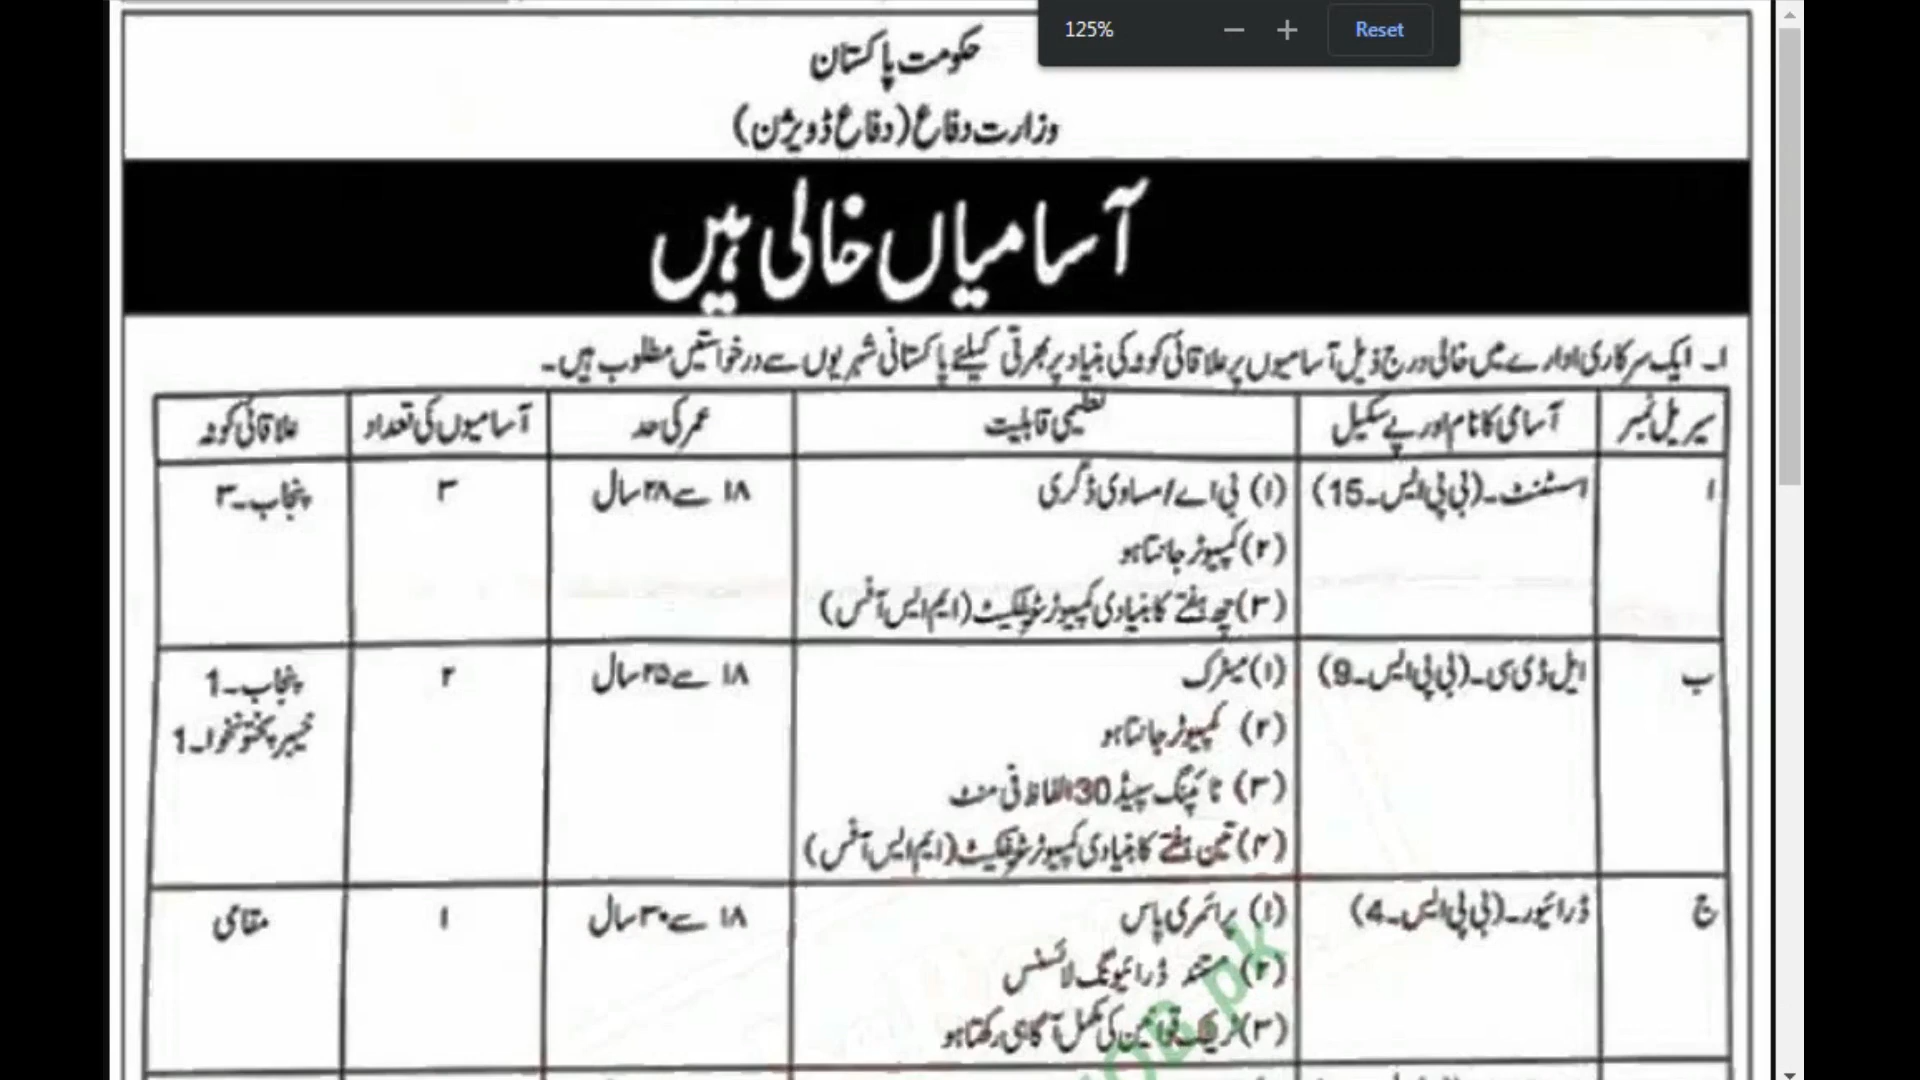 125%
Reset
حکومت پاکستان
وزارت دفاع (دفاع ڈویژن)
آسامیاں خالی ہیں
۱۔ ایک سرکاری ادارے میں خالی درج ذیل آسامیوں پر علاقائی کوٹہ کی بنیاد پر بھرتی کیلئے پاکستانی شہریوں سے درخواستیں مطلوب ہیں۔
سیریل نمبر آسامی کا نام اور پے سکیل تعلیمی قابلیت عمر کی حد آسامیوں کی تعداد علاقائی کوٹہ
ا اسسٹنٹ۔(بی پی ایس۔15) (۱) بی اے/مساوی ڈگری ۱۸ سے ۲۸ سال ۳ پنجاب۔۳
(۲) کمپیوٹر جانتا ہو
(۳) چھ ہفتے کا بنیادی کمپیوٹر سرٹیفکیٹ (ایم ایس آفس)
ب ایل ڈی سی۔(بی پی ایس۔9) (۱) میٹرک ۱۸ سے ۲۵ سال ۲ پنجاب۔1
(۲) کمپیوٹر جانتا ہو خیبر پختونخوا۔1
(۳) ٹائپنگ سپیڈ 30 الفاظ فی منٹ
(۴) تین ہفتے کا بنیادی کمپیوٹر سرٹیفکیٹ (ایم ایس آفس)
ج ڈرائیور۔(بی پی ایس۔4) (۱) پرائمری پاس ۱۸ سے ۳۰ سال ۱ مقامی
(۲) مستند ڈرائیونگ لائسنس
(۳) ٹریفک قوانین کی مکمل آگاہی رکھتا ہو